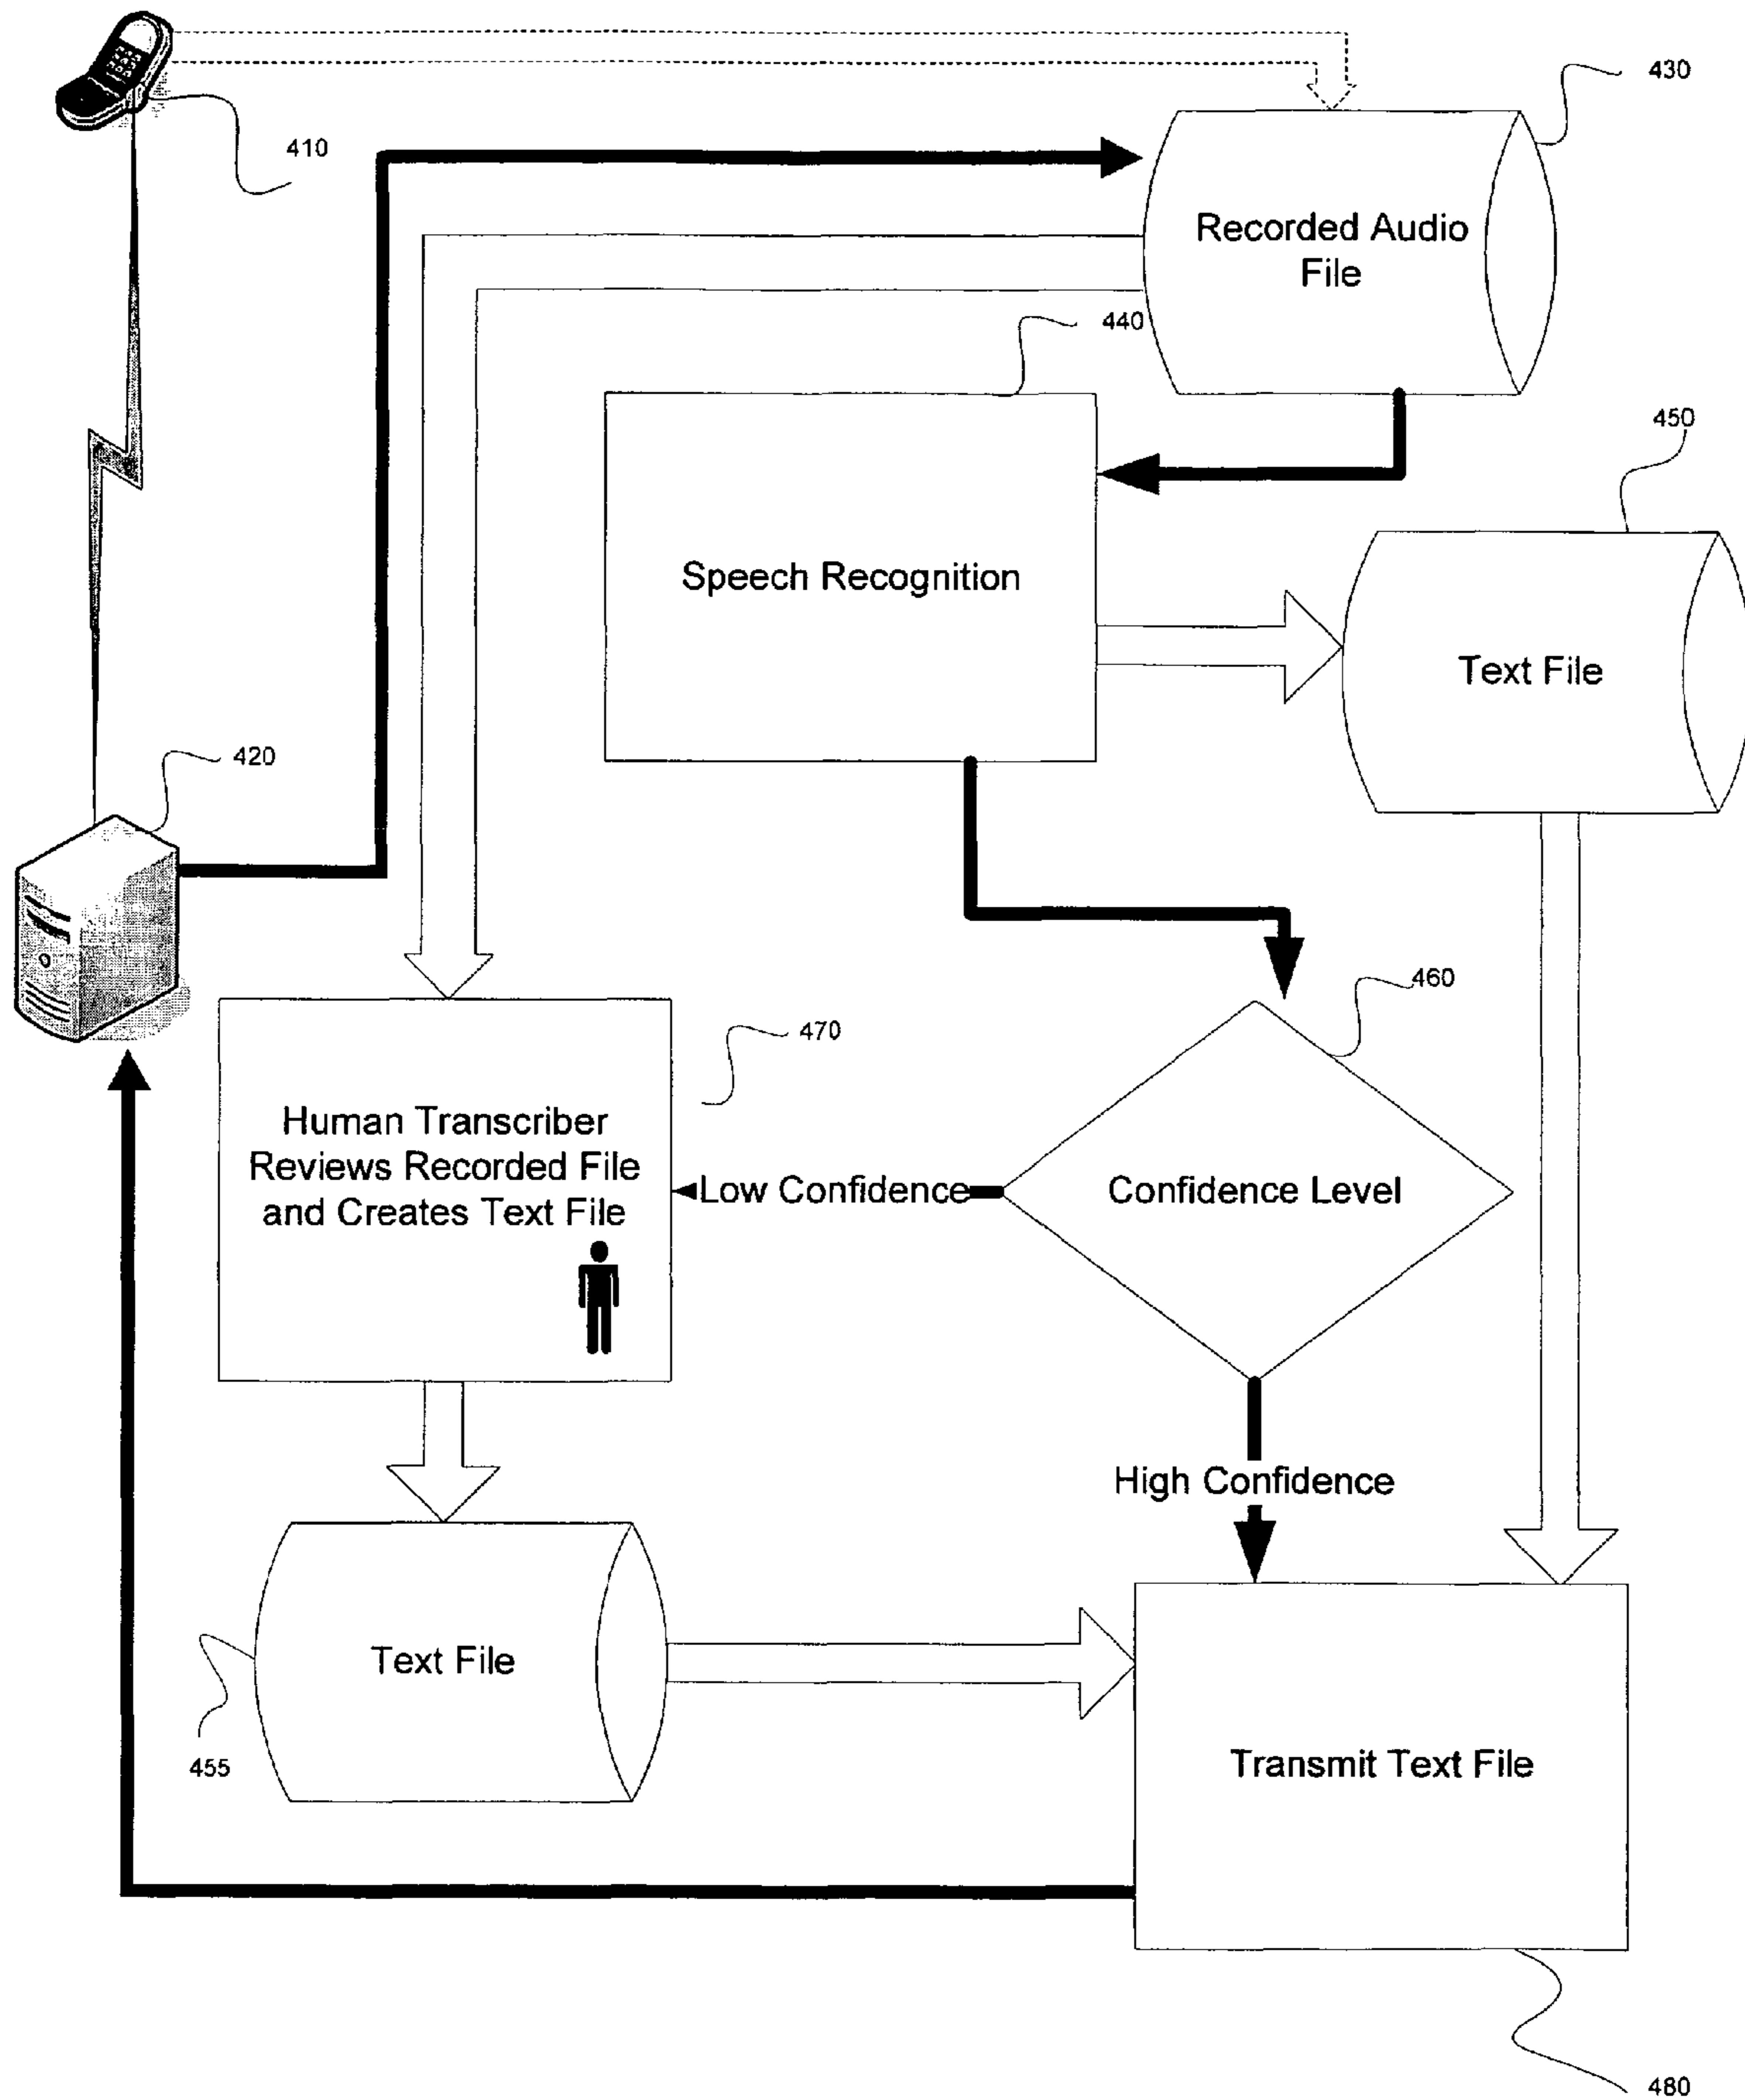 430
410
Recorded Audio
File
440
450
Speech Recognition
Text File
420
460
470
Human Transcriber
Reviews Recorded File
and Creates Text File
Low Confidence
Confidence Level
High Confidence
Text File
455
Transmit Text File
480